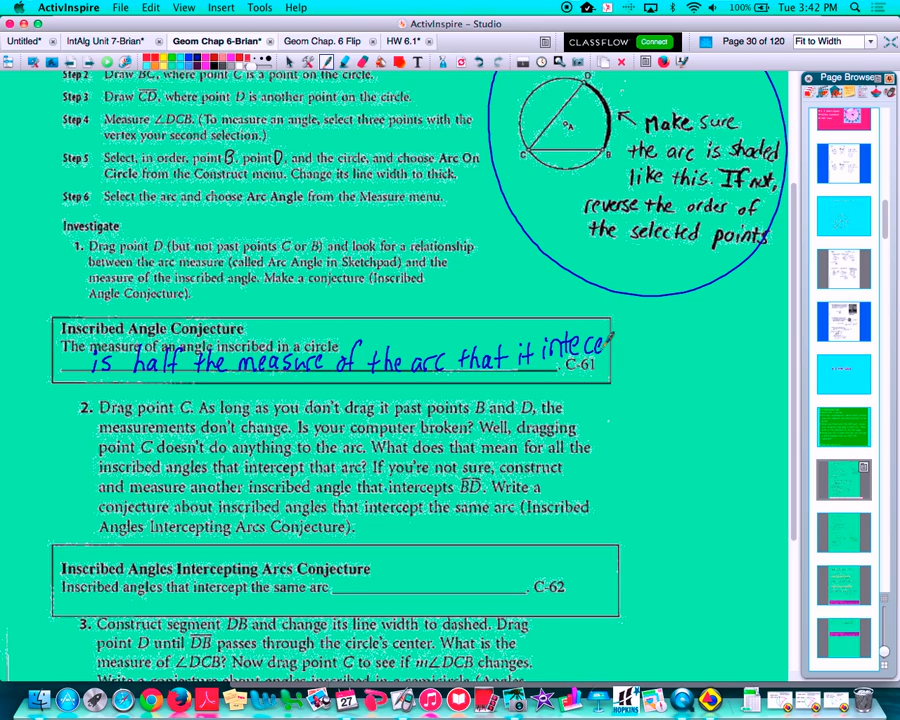 ActivInspire File Edit View Insert Tools Help 100% Tue 3:42 PM
ActivInspire - Studio
Untitled* IntAlg Unit 7-Brian* Geom Chap 6-Brian* Geom Chap. 6 Flip HW 6.1* CLASSFLOW Connect Page 30 of 120 Fit to Width
Page Browse
Step 2 Draw BC, where point C is a point on the circle.
Step 3 Draw CD, where point D is another point on the circle.
Step 4 Measure ∠DCB. (To measure an angle, select three points with the
vertex your second selection.)
Step 5 Select, in order, point B, point D, and the circle, and choose Arc On
Circle from the Construct menu. Change its line width to thick.
Step 6 Select the arc and choose Arc Angle from the Measure menu.
D
A
C
B
Make sure
the arc is shaded
like this. If not,
reverse the order of
the selected points
Investigate
1. Drag point D (but not past points C or B) and look for a relationship
between the arc measure (called Arc Angle in Sketchpad) and the
measure of the inscribed angle. Make a conjecture (Inscribed
Angle Conjecture).
Inscribed Angle Conjecture
The measure of an angle inscribed in a circle
is half the measure of the arc that it intece
C-61
2. Drag point C. As long as you don't drag it past points B and D, the
measurements don't change. Is your computer broken? Well, dragging
point C doesn't do anything to the arc. What does that mean for all the
inscribed angles that intercept that arc? If you're not sure, construct
and measure another inscribed angle that intercepts BD. Write a
conjecture about inscribed angles that intercept the same arc (Inscribed
Angles Intercepting Arcs Conjecture).
Inscribed Angles Intercepting Arcs Conjecture
Inscribed angles that intercept the same arc ____. C-62
3. Construct segment DB and change its line width to dashed. Drag
point D until DB passes through the circle's center. What is the
measure of ∠DCB? Now drag point C to see if m∠DCB changes.
Write a conjecture about angles inscribed in a semicircle (Angles
27
HOPKINS